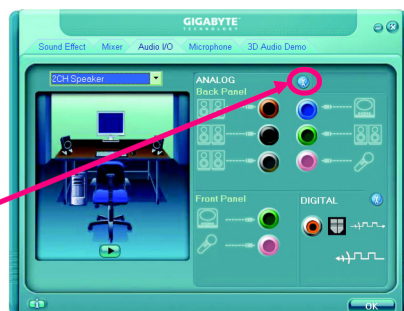 GIGABYTE
TECHNOLOGY
Sound Effect Mixer Audio I/O Microphone 3D Audio Demo
2CH Speaker
ANALOG
Back Panel
Front Panel
DIGITAL
OK